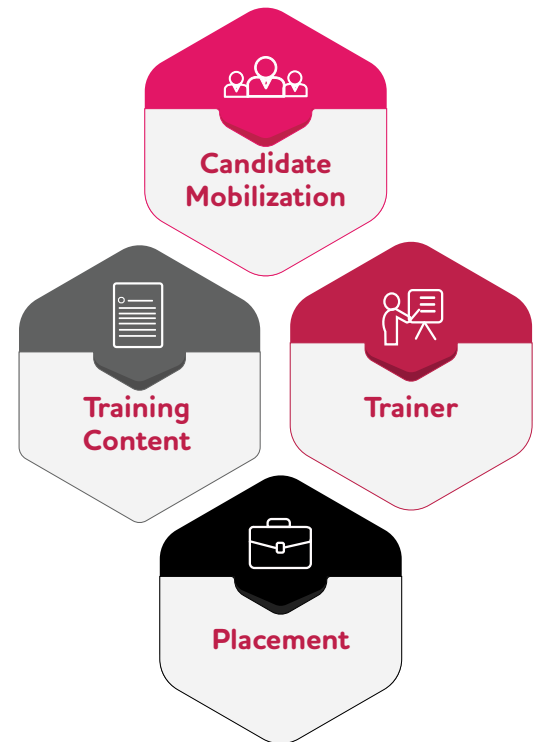 Candidate
Mobilization
Training
Content
Trainer
Placement